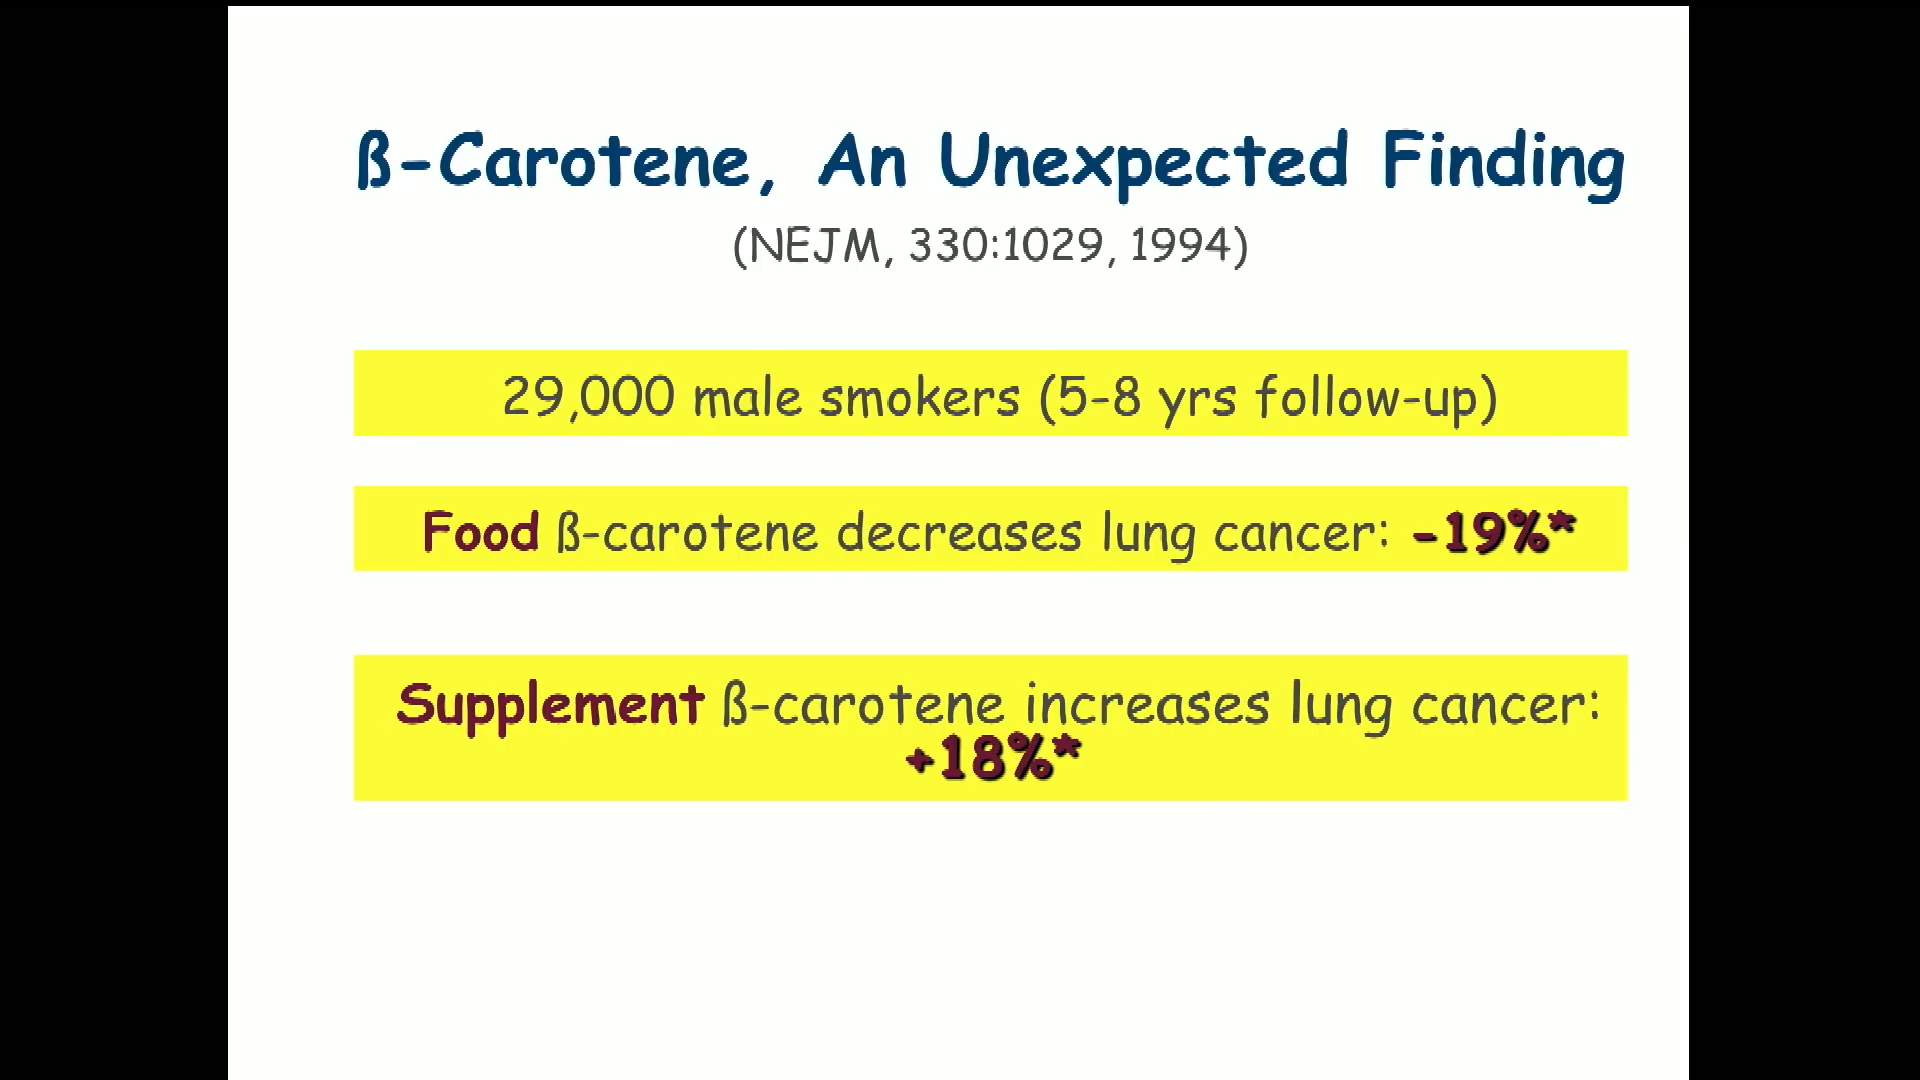 ß-Carotene, An Unexpected Finding
(NEJM, 330:1029, 1994)
29,000 male smokers (5-8 yrs follow-up)
Food ß-carotene decreases lung cancer: -19%*
Supplement ß-carotene increases lung cancer:
+18%*